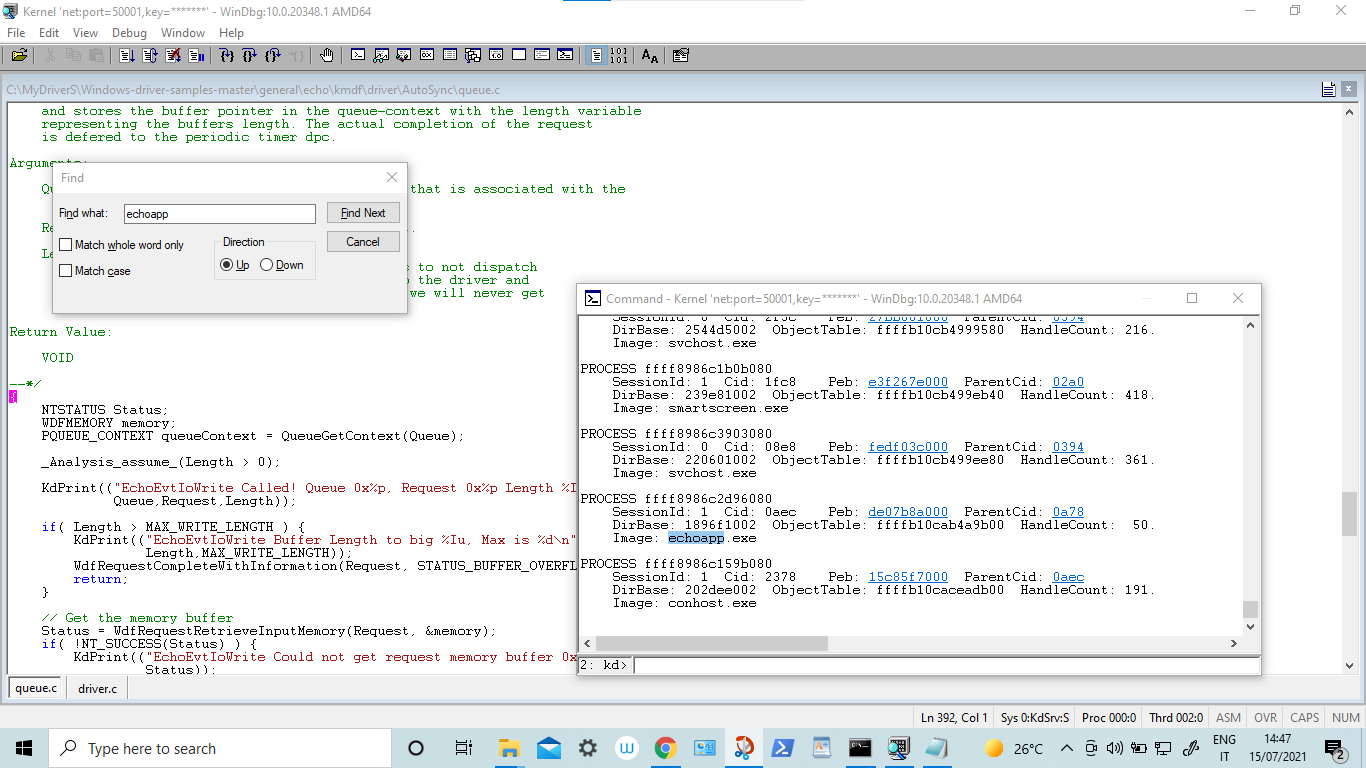 Kernel 'net:port=50001,key=*******' - WinDbg:10.0.20348.1 AMD64
File Edit View Debug Window Help
C:\MyDriverS\Windows-driver-samples-master\general\echo\kmdf\driver\AutoSync\queue.c
and stores the buffer pointer in the queue-context with the length variable
representing the buffers length. The actual completion of the request
is defered to the periodic timer dpc.
Arguments:
that is associated with the
s to not dispatch
the driver and
we will never get
Return Value:
VOID
--*/
{
NTSTATUS Status;
WDFMEMORY memory;
PQUEUE_CONTEXT queueContext = QueueGetContext(Queue);
_Analysis_assume_(Length > 0);
KdPrint(("EchoEvtIoWrite Called! Queue 0x%p, Request 0x%p Length %I
Queue,Request,Length));
if( Length > MAX_WRITE_LENGTH ) {
KdPrint(("EchoEvtIoWrite Buffer Length to big %Iu, Max is %d\n"
Length,MAX_WRITE_LENGTH));
WdfRequestCompleteWithInformation(Request, STATUS_BUFFER_OVERFL
return;
}
// Get the memory buffer
Status = WdfRequestRetrieveInputMemory(Request, &memory);
if( !NT_SUCCESS(Status) ) {
KdPrint(("EchoEvtIoWrite Could not get request memory buffer 0x
Status));
Find
Find what: echoapp
Find Next
Match whole word only
Direction
Cancel
Match case
Up Down
Command - Kernel 'net:port=50001,key=*******' - WinDbg:10.0.20348.1 AMD64
SessionId: 0 Cid: 2f3c Peb: 27bb081000 ParentCid: 0394
DirBase: 2544d5002 ObjectTable: ffffb10cb4999580 HandleCount: 216.
Image: svchost.exe
PROCESS ffff8986c1b0b080
SessionId: 1 Cid: 1fc8 Peb: e3f267e000 ParentCid: 02a0
DirBase: 239e81002 ObjectTable: ffffb10cb499eb40 HandleCount: 418.
Image: smartscreen.exe
PROCESS ffff8986c3903080
SessionId: 0 Cid: 08e8 Peb: fedf03c000 ParentCid: 0394
DirBase: 220601002 ObjectTable: ffffb10cb499ee80 HandleCount: 361.
Image: svchost.exe
PROCESS ffff8986c2d96080
SessionId: 1 Cid: 0aec Peb: de07b8a000 ParentCid: 0a78
DirBase: 1896f1002 ObjectTable: ffffb10cab4a9b00 HandleCount: 50.
Image: echoapp.exe
PROCESS ffff8986c159b080
SessionId: 1 Cid: 2378 Peb: 15c85f7000 ParentCid: 0aec
DirBase: 202dee002 ObjectTable: ffffb10caceadb00 HandleCount: 191.
Image: conhost.exe
2: kd>
queue.c driver.c
Ln 392, Col 1 Sys 0:KdSrv:S Proc 000:0 Thrd 002:0 ASM OVR CAPS NUM
Type here to search
26°C
ENG
IT
14:47
15/07/2021
2